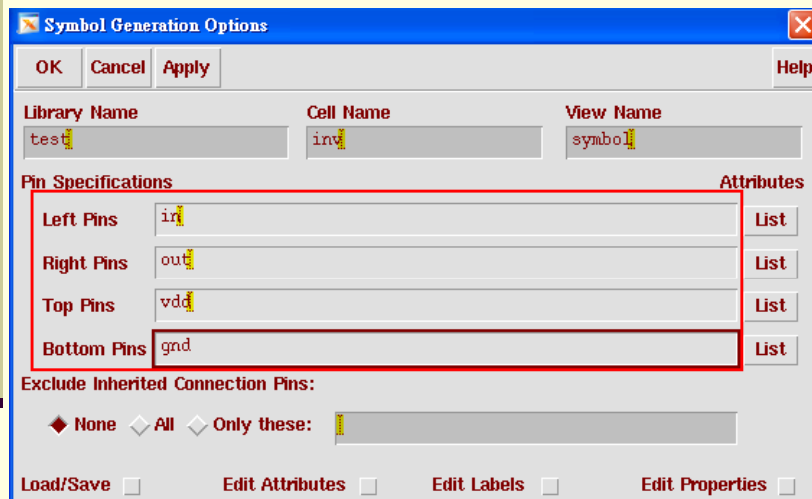 Symbol Generation Options
OK Cancel Apply Help
Library Name Cell Name View Name
test inv symbol
Pin Specifications Attributes
Left Pins in List
Right Pins out List
Top Pins vdd List
Bottom Pins gnd List
Exclude Inherited Connection Pins:
None All Only these:
Load/Save Edit Attributes Edit Labels Edit Properties